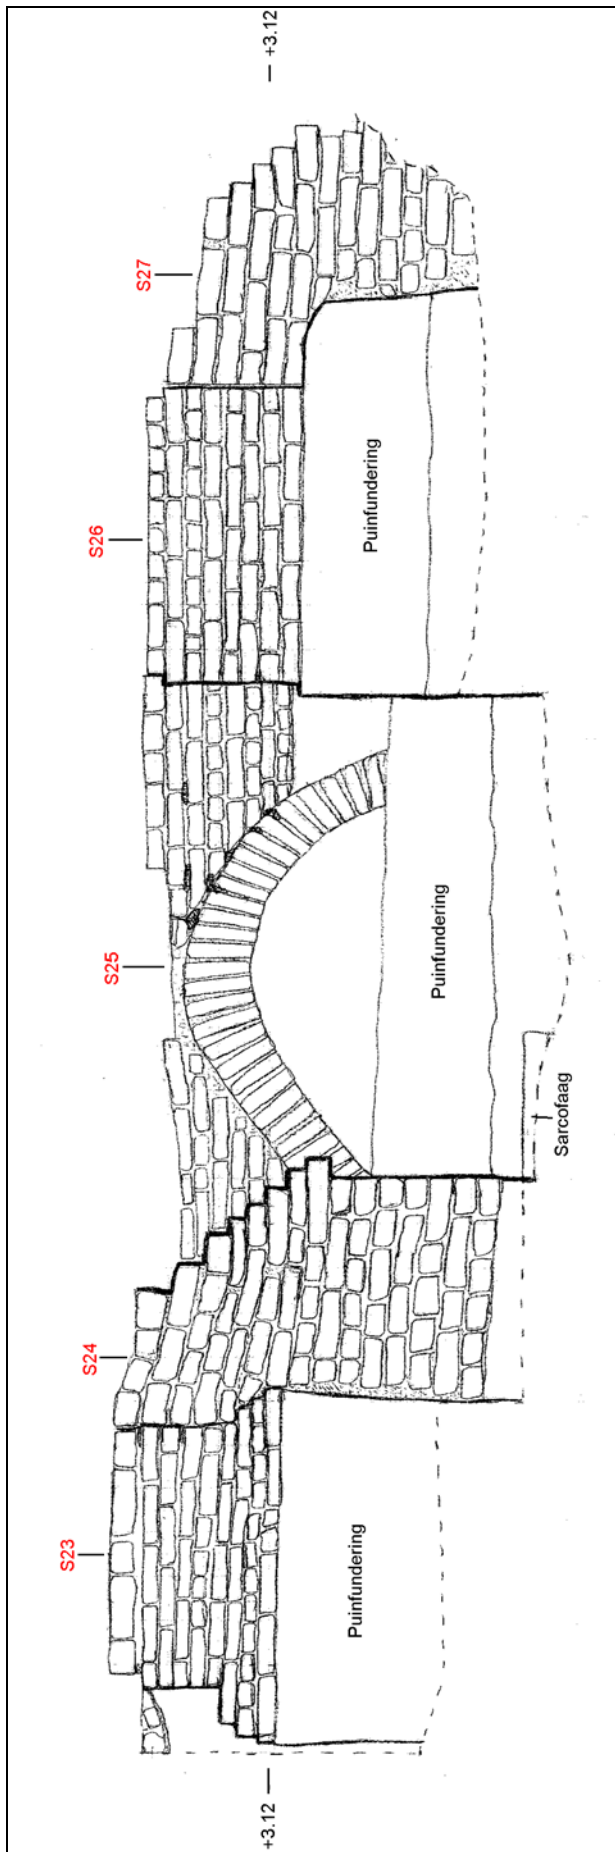 +3.12
S23
S24
S25
S26
S27
+3.12
Puinfundering
Sarcofaag
Puinfundering
Puinfundering